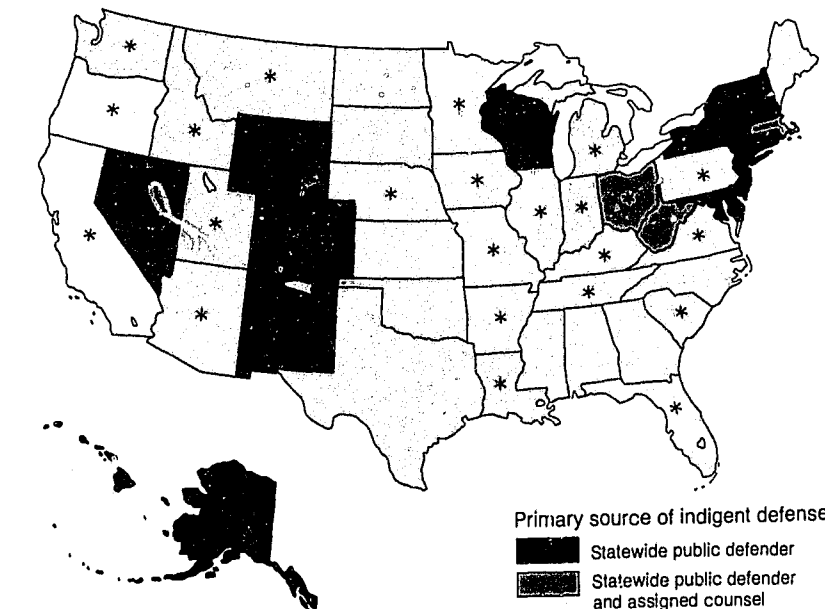 Primary source of indigent defense
Statewide public defender
Statewide public defender
and assigned counsel